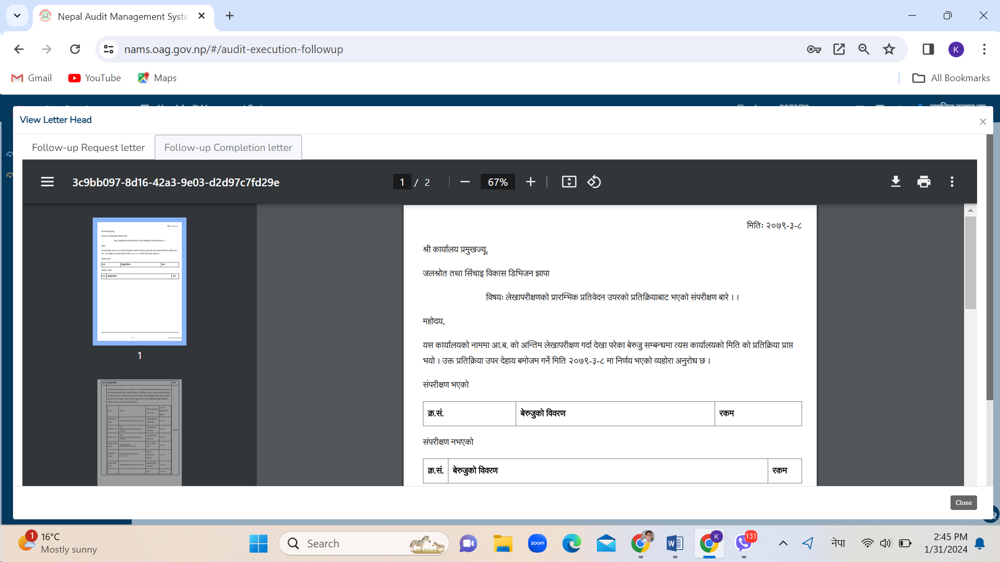 Nepal Audit Management Syste
nams.oag.gov.np/#/audit-execution-followup
K
Gmail
YouTube
Maps
All Bookmarks
View Letter Head
Follow-up Request letter
Follow-up Completion letter
3c9bb097-8d16-42a3-9e03-d2d97c7fd29e
1 / 2
67%
मितिः २०७९-३-८
श्री कार्यालय प्रमुखज्यू,
जलश्रोत तथा सिंचाइ विकास डिभिजन झापा
विषयः लेखापरीक्षणको प्रारम्भिक प्रतिवेदन उपरको प्रतिक्रियाबाट भएको संपरीक्षण बारे ।।
महोदय,
यस कार्यालयको नाममा आ.ब. को अन्तिम लेखापरीक्षण गर्दा देखा परेका बेरुजु सम्बन्धमा त्यस कार्यालयको मिति को प्रतिक्रिया प्राप्त
भयो । उक्त प्रतिक्रिया उपर देहाय बमोजम गर्ने मिति २०७९-३-८ मा निर्णय भएको व्यहोरा अनुरोध छ ।
संपरीक्षण भएको
क्र.सं. बेरुजुको विवरण रकम
संपरीक्षण नभएको
क्र.सं. बेरुजुको विवरण रकम
1
Close
1
16°C
Mostly sunny
Search
zoom
W
K
131
नेपा
2:45 PM
1/31/2024